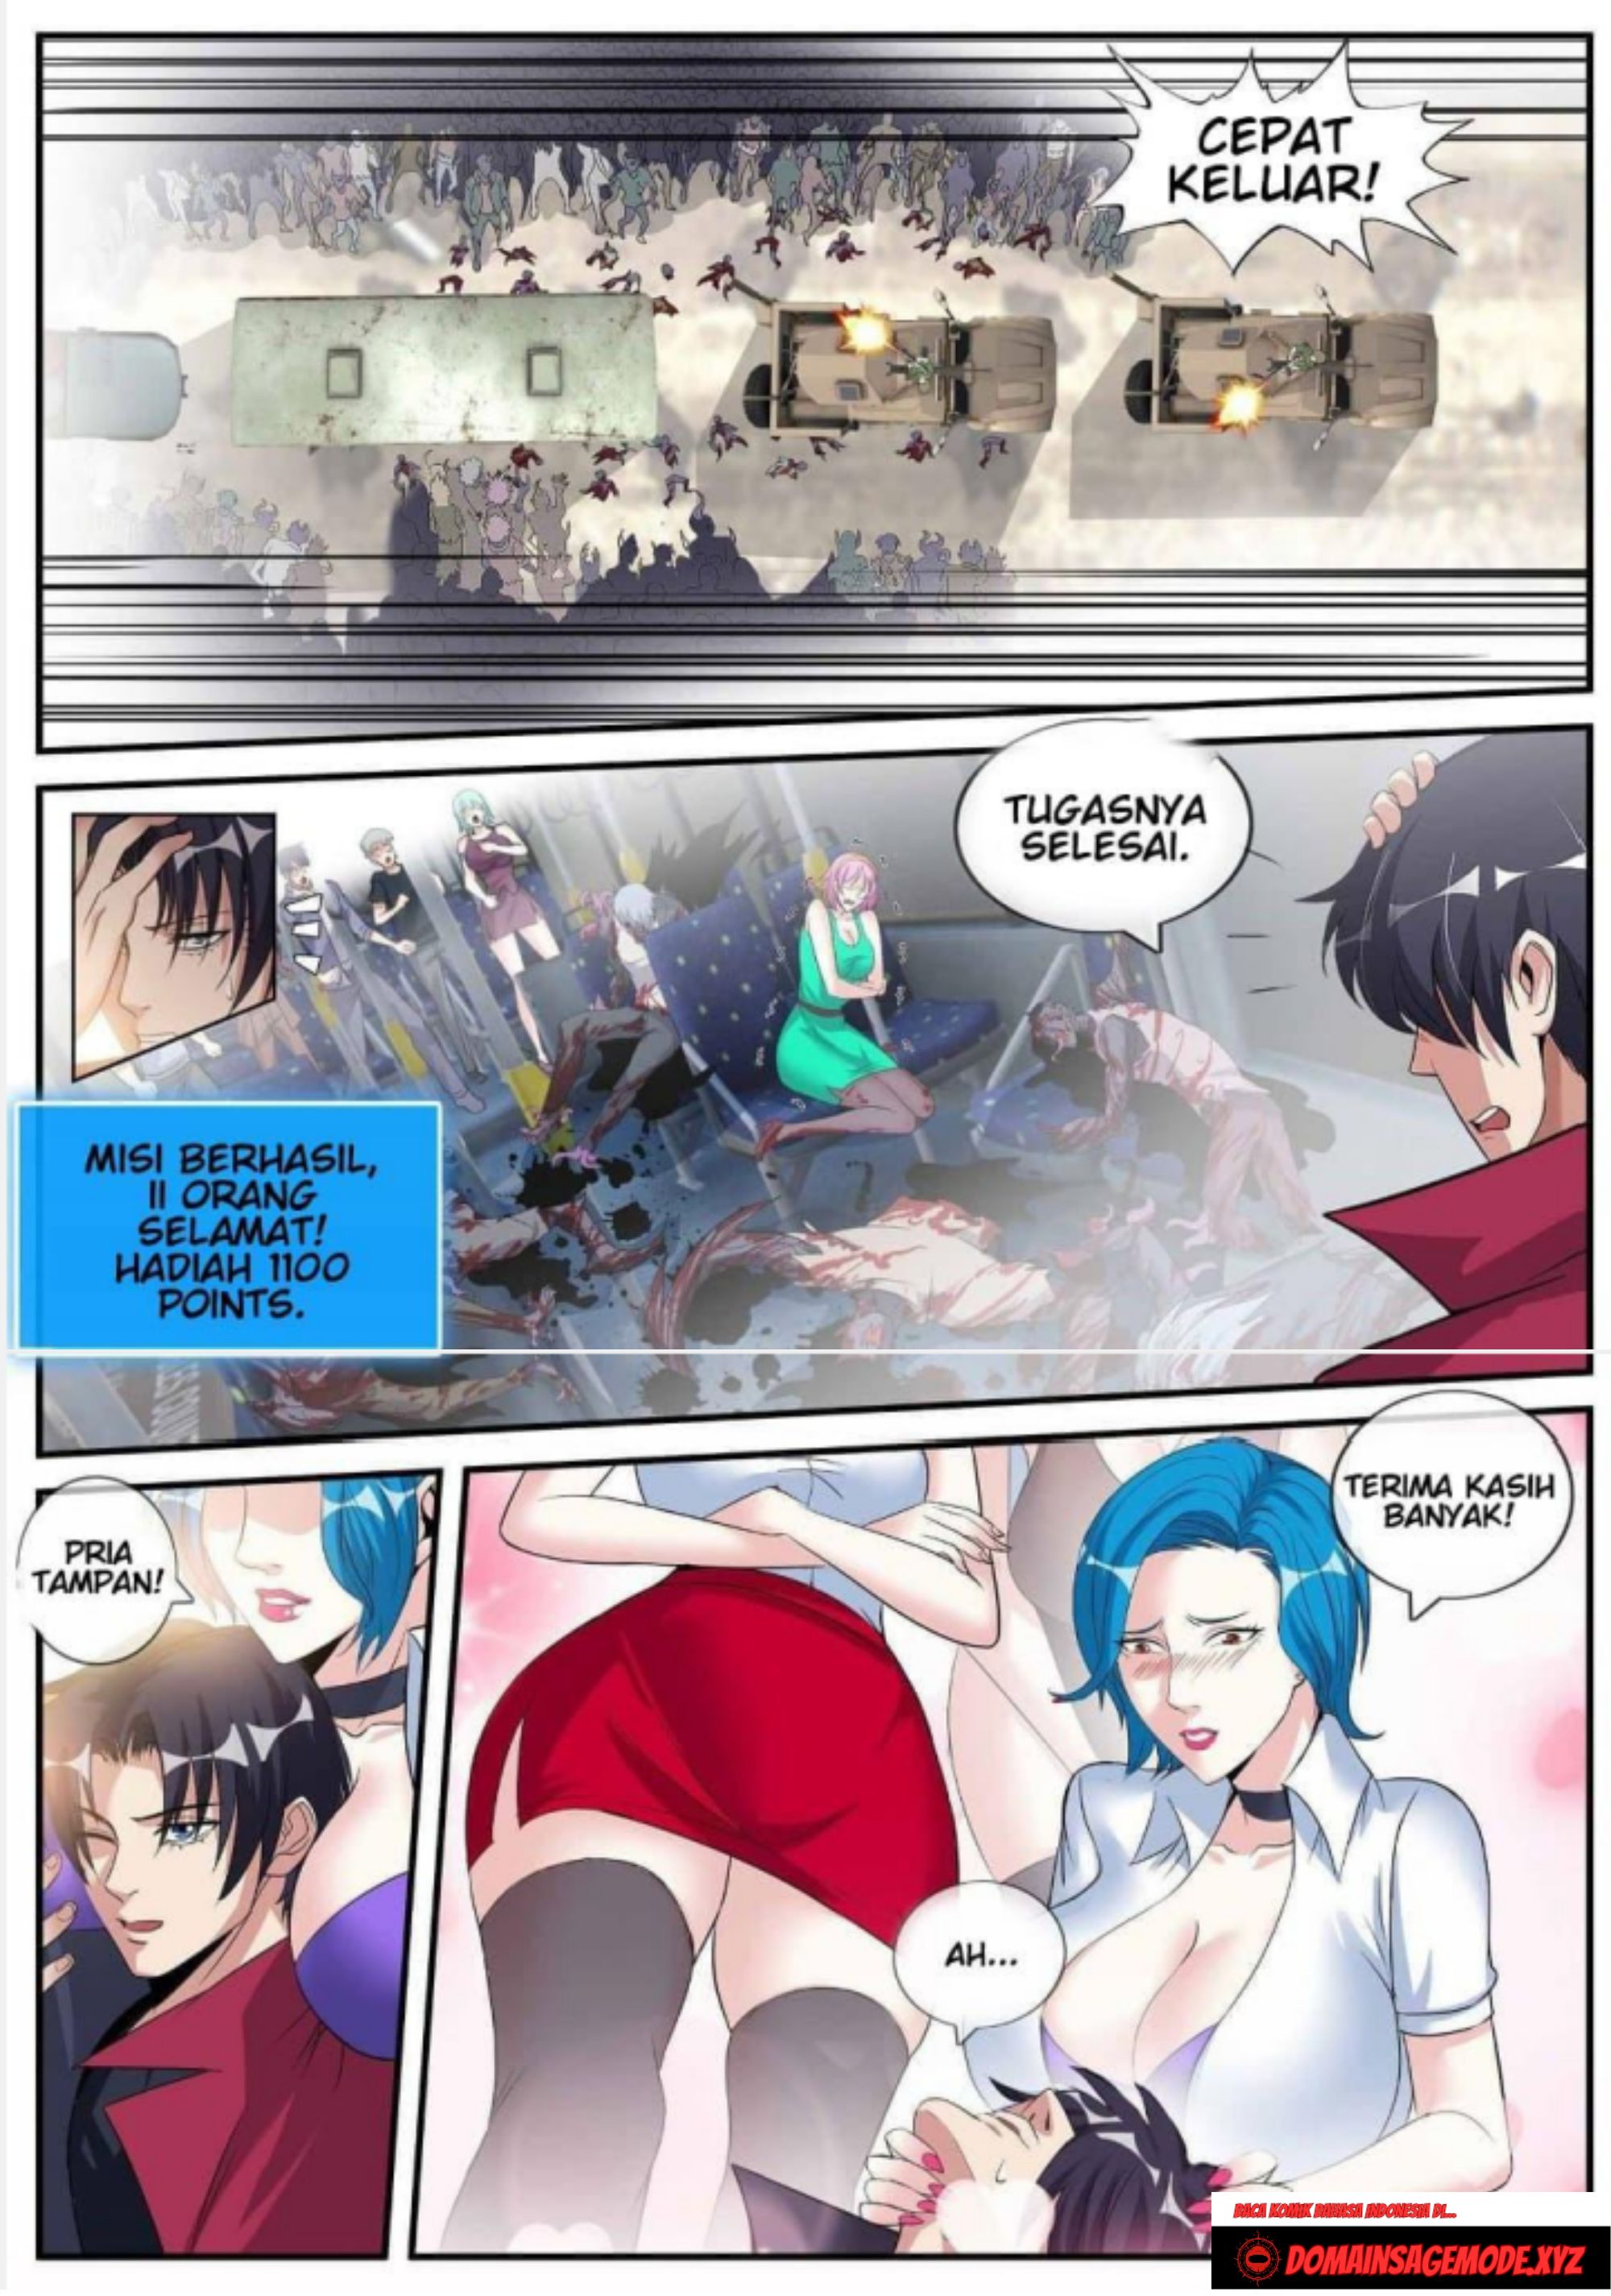 CEPAT
KELUAR!
TUGASNYA
SELESAI.
MISI BERHASIL,
11 ORANG
SELAMAT!
HADIAH 1100
POINTS.
PRIA
TAMPAN!
TERIMA KASIH
BANYAK!
AH...
BACA KOMIK BAHASA INDONESIA DI...
DOMAINSAGEMODE.XYZ